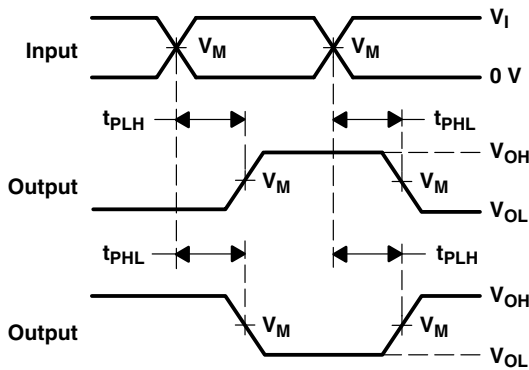 V_I
Input V_M V_M
0 V
t_PLH t_PHL
V_OH
Output V_M V_M
V_OL
t_PHL t_PLH
V_OH
Output V_M V_M
V_OL